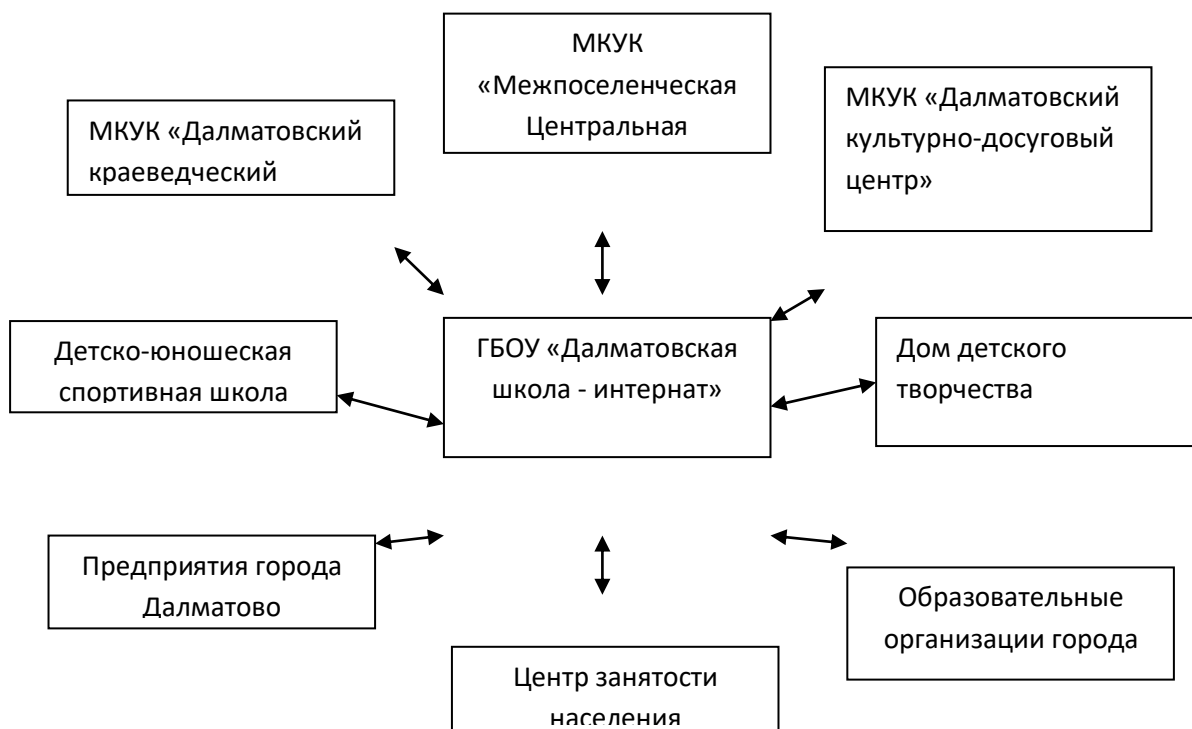 МКУК
«Межпоселенческая
Центральная
МКУК «Далматовский
краеведческий
МКУК «Далматовский
культурно-досуговый
центр»
Детско-юношеская
спортивная школа
ГБОУ «Далматовская
школа - интернат»
Дом детского
творчества
Предприятия города
Далматово
Образовательные
организации города
Центр занятости
населения